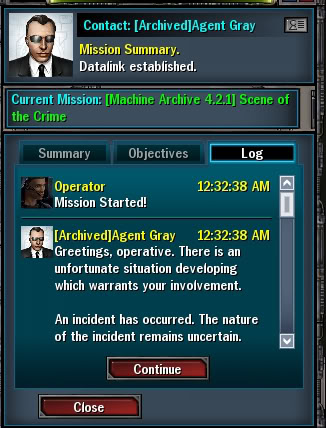 Contact: [Archived]Agent Gray
Mission Summary.
Datalink established.
Current Mission: [Machine Archive 4.2.1] Scene of
the Crime
Summary
Objectives
Log
Operator 12:32:38 AM
Mission Started!
[Archived]Agent Gray 12:32:38 AM
Greetings, operative. There is an
unfortunate situation developing
which warrants your involvement.
An incident has occurred. The nature
of the incident remains uncertain.
Continue
Close